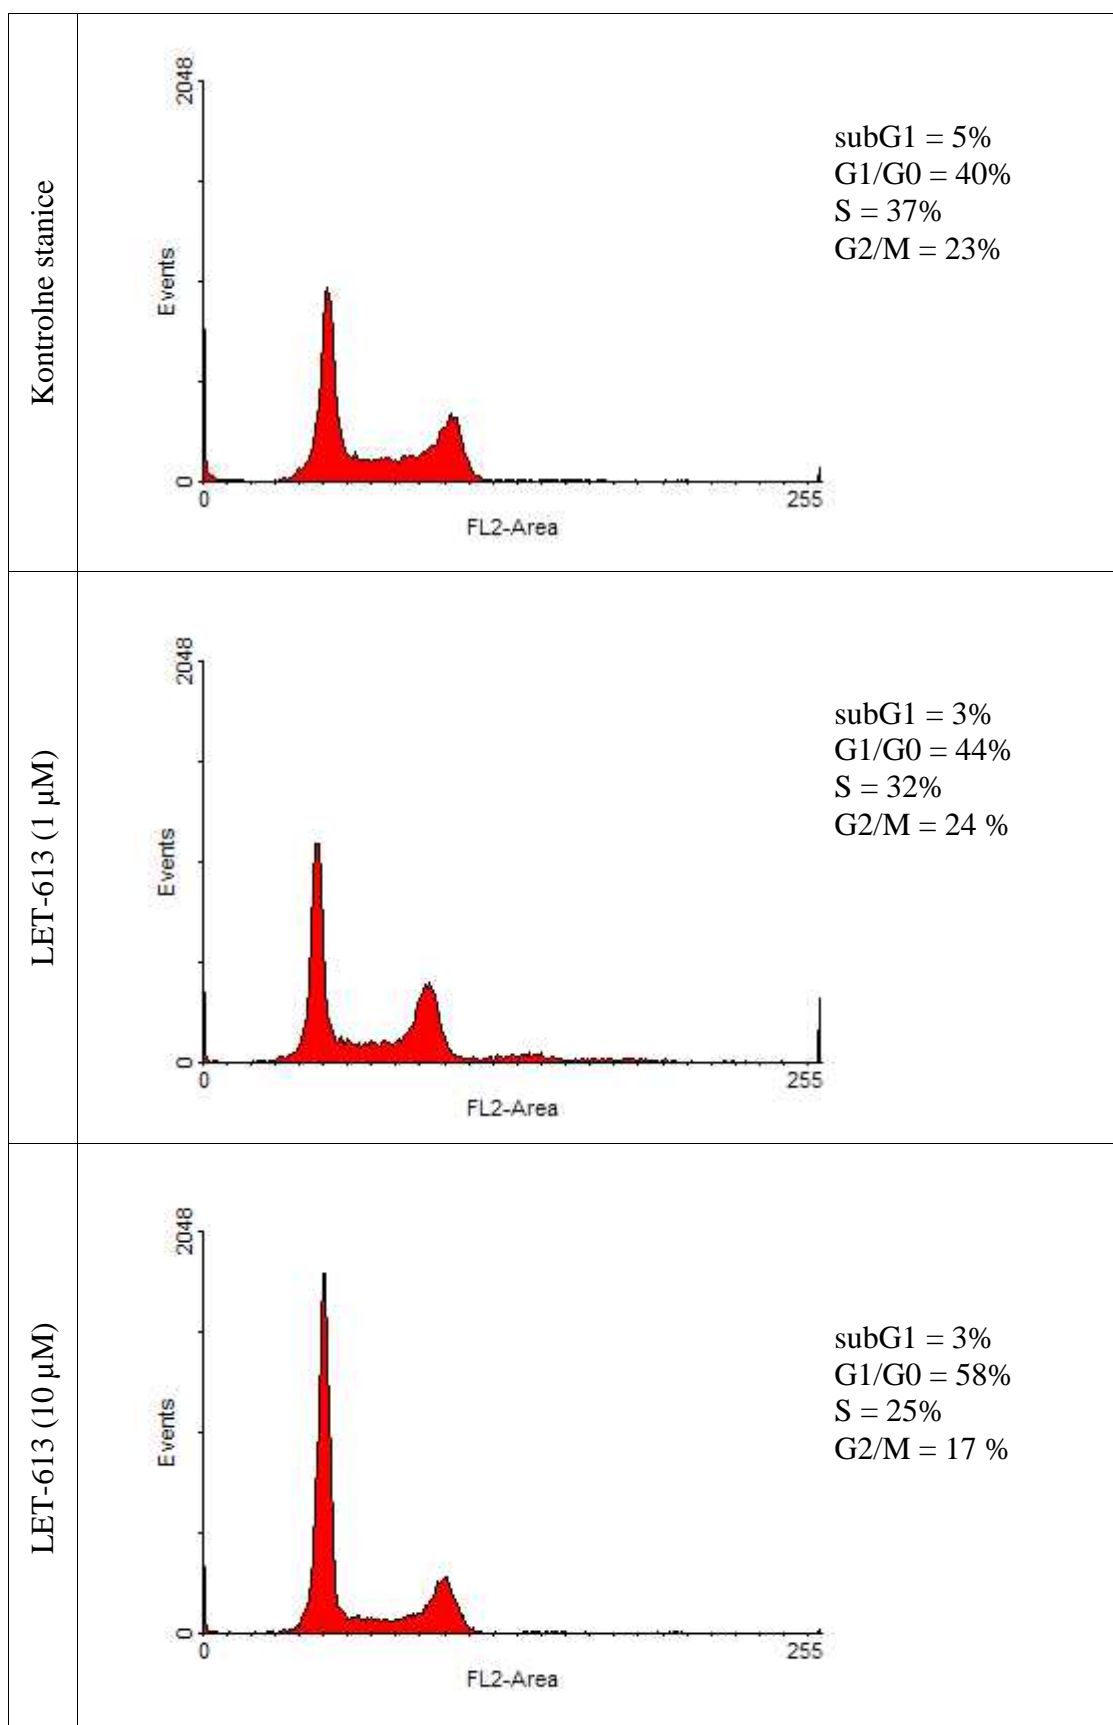 Kontrolne stanice
2048
Events
0
0
255
FL2-Area
subG1 = 5%
G1/G0 = 40%
S = 37%
G2/M = 23%
LET-613 (1 µM)
2048
Events
0
0
255
FL2-Area
subG1 = 3%
G1/G0 = 44%
S = 32%
G2/M = 24 %
LET-613 (10 µM)
2048
Events
0
0
255
FL2-Area
subG1 = 3%
G1/G0 = 58%
S = 25%
G2/M = 17 %